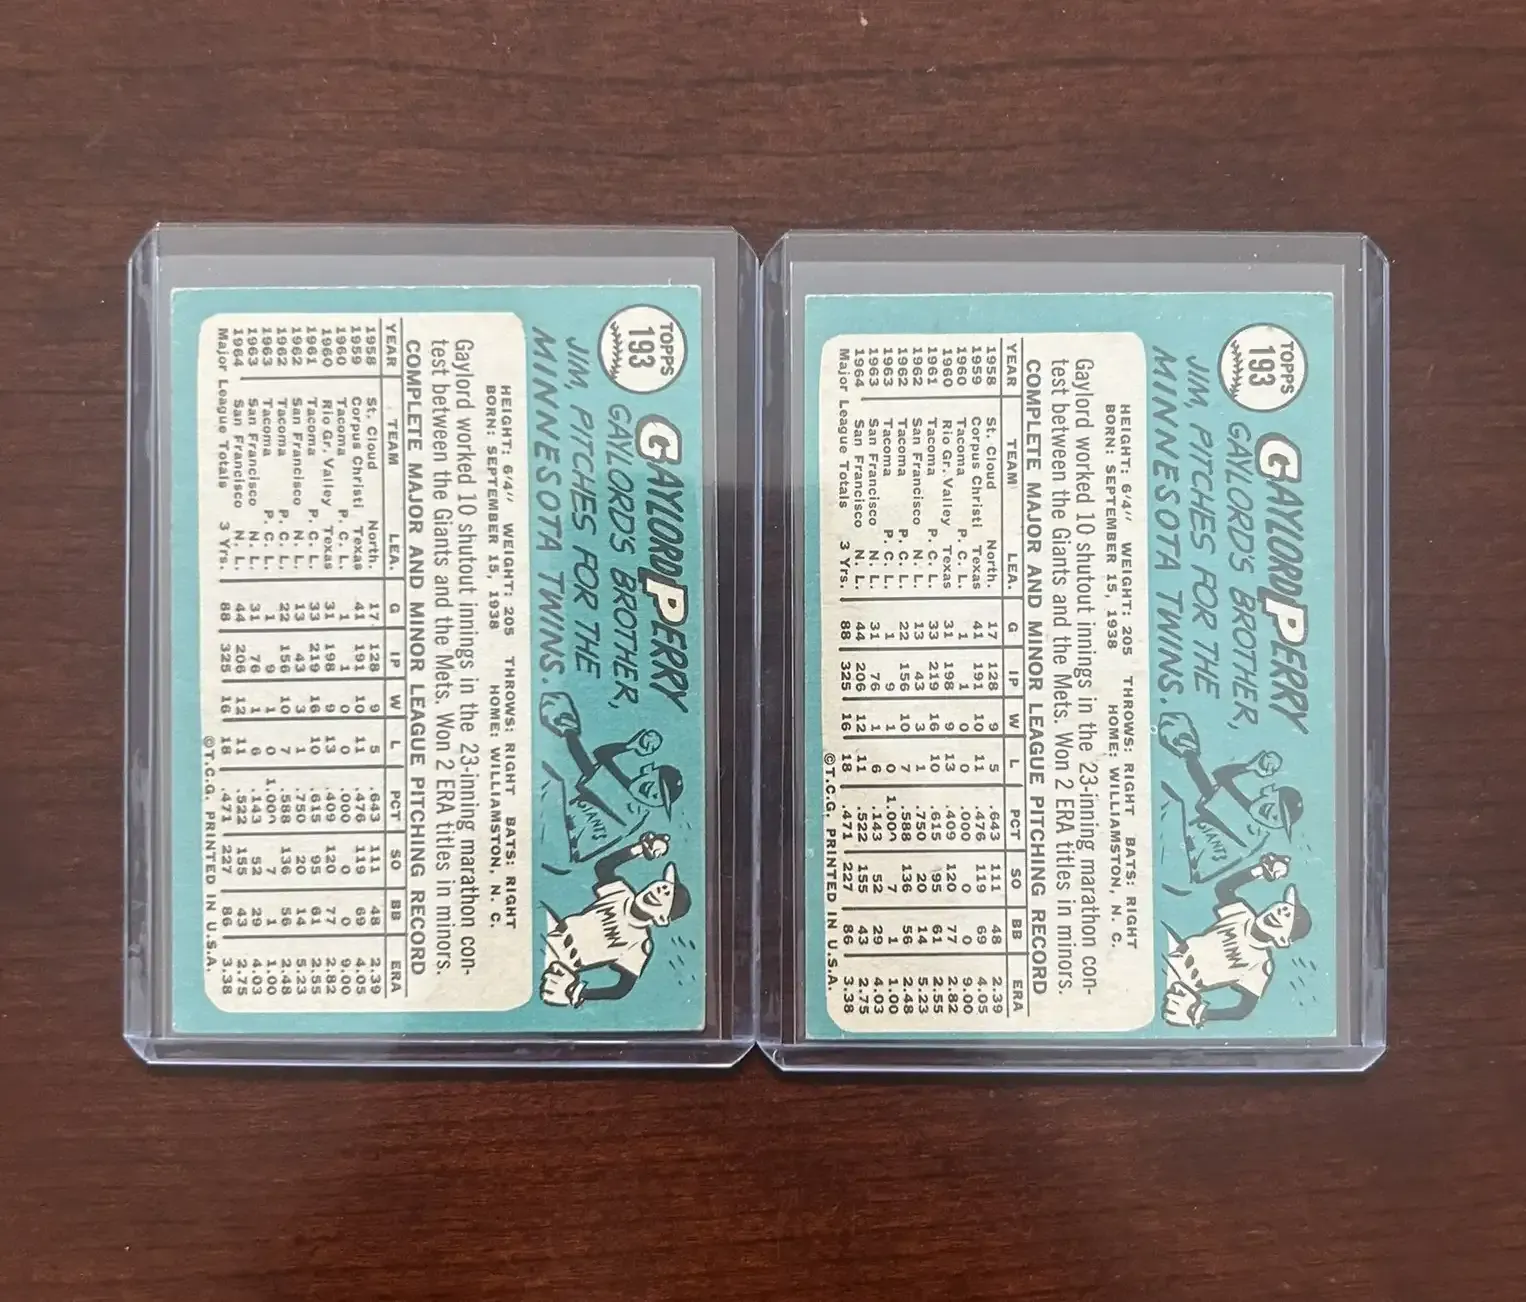 TOPPS
193
GAYLORD PERRY
GAYLORD'S BROTHER,
JIM, PITCHES FOR THE
MINNESOTA TWINS.
GIANTS
MINN
HEIGHT: 6'4" WEIGHT: 205 THROWS: RIGHT BATS: RIGHT
BORN: SEPTEMBER 15, 1938 HOME: WILLIAMSTON, N. C.
Gaylord worked 10 shutout innings in the 23-inning marathon con-
test between the Giants and the Mets. Won 2 ERA titles in minors.
COMPLETE MAJOR AND MINOR LEAGUE PITCHING RECORD
YEAR TEAM LEA. G IP W L PCT SO BB ERA
1958 St. Cloud North. 17 128 9 5 .643 111 48 2.39
1959 Corpus Christi Texas 41 191 10 11 .476 119 69 4.05
1960 Tacoma P. C. L. 1 1 0 0 .000 0 0 9.00
1960 Rio Gr. Valley Texas 31 198 9 13 .409 120 77 2.82
1961 Tacoma P. C. L. 33 219 16 10 .615 95 61 2.55
1962 San Francisco N. L. 13 43 3 1 .750 20 14 5.23
1962 Tacoma P. C. L. 22 156 10 7 .588 136 56 2.48
1963 Tacoma P. C. L. 1 9 1 0 1.000 7 1 1.00
1963 San Francisco N. L. 31 76 1 6 .143 52 29 4.03
1964 San Francisco N. L. 44 206 12 11 .522 155 43 2.75
Major League Totals 3 Yrs. 88 325 16 18 .471 227 86 3.38
©T.C.G. PRINTED IN U.S.A.
TOPPS
193
GAYLORD PERRY
GAYLORD'S BROTHER,
JIM, PITCHES FOR THE
MINNESOTA TWINS.
GIANTS
MINN
HEIGHT: 6'4" WEIGHT: 205 THROWS: RIGHT BATS: RIGHT
BORN: SEPTEMBER 15, 1938 HOME: WILLIAMSTON, N. C.
Gaylord worked 10 shutout innings in the 23-inning marathon con-
test between the Giants and the Mets. Won 2 ERA titles in minors.
COMPLETE MAJOR AND MINOR LEAGUE PITCHING RECORD
YEAR TEAM LEA. G IP W L PCT SO BB ERA
1958 St. Cloud North. 17 128 9 5 .643 111 48 2.39
1959 Corpus Christi Texas 41 191 10 11 .476 119 69 4.05
1960 Tacoma P. C. L. 1 1 0 0 .000 0 0 9.00
1960 Rio Gr. Valley Texas 31 198 9 13 .409 120 77 2.82
1961 Tacoma P. C. L. 33 219 16 10 .615 95 61 2.55
1962 San Francisco N. L. 13 43 3 1 .750 20 14 5.23
1962 Tacoma P. C. L. 22 156 10 7 .588 136 56 2.48
1963 Tacoma P. C. L. 1 9 1 0 1.000 7 1 1.00
1963 San Francisco N. L. 31 76 1 6 .143 52 29 4.03
1964 San Francisco N. L. 44 206 12 11 .522 155 43 2.75
Major League Totals 3 Yrs. 88 325 16 18 .471 227 86 3.38
©T.C.G. PRINTED IN U.S.A.